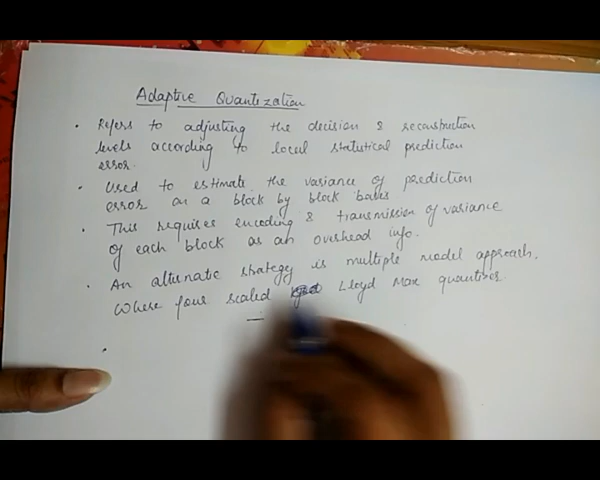 Adaptive Quantization
• Refers to adjusting the decision & reconstruction
levels according to local statistical prediction
error.
• Used to estimate the variance of prediction
error on a block by block basis
• This requires encoding & transmission of variance
of each block as an overhead info.
• An alternate strategy is multiple model approach.
Where four scaled Lloyd Max quantizer.